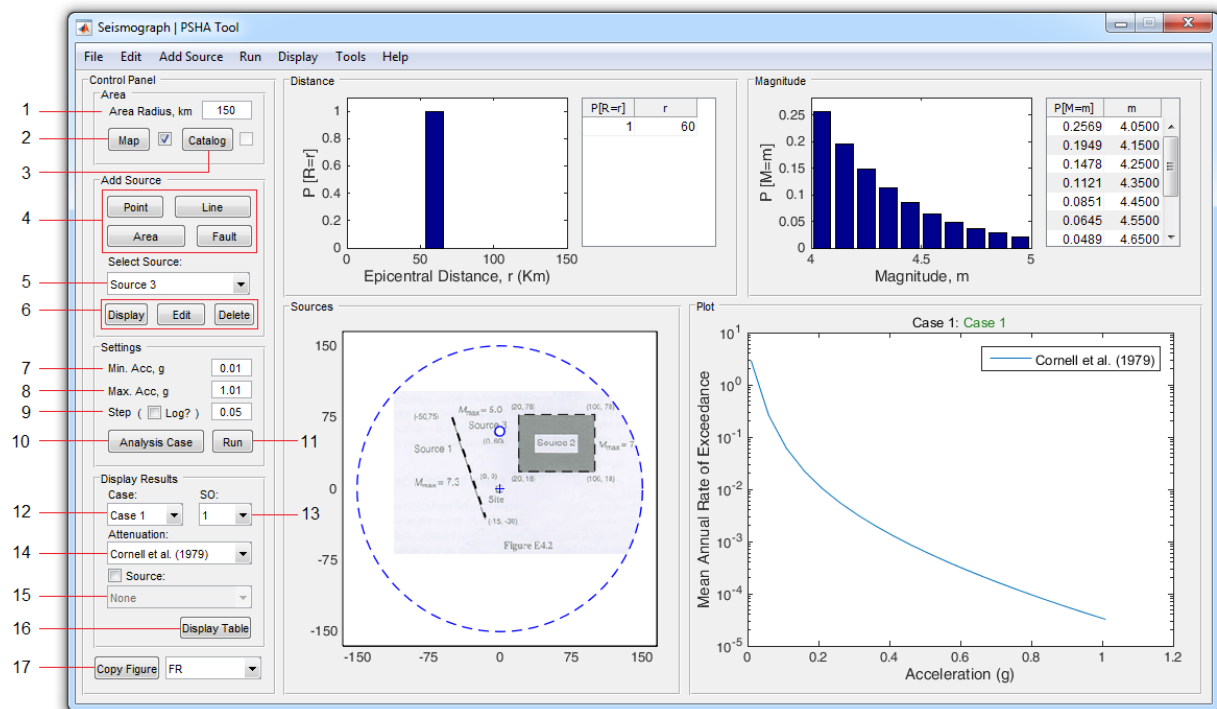 Seismograph | PSHA Tool
File Edit Add Source Run Display Tools Help
Control Panel
Area
1 Area Radius, km 150
2 Map Catalog
3
Add Source
4 Point Line
Area Fault
Select Source:
5 Source 3
6 Display Edit Delete
Settings
7 Min. Acc, g 0.01
8 Max. Acc, g 1.01
9 Step ( Log? ) 0.05
10 Analysis Case Run 11
Display Results
Case: SO:
12 Case 1 1 13
Attenuation:
14 Cornell et al. (1979)
Source:
15 None
16 Display Table
17 Copy Figure FR
Distance
P [R=r]
1
0.8
0.6
0.4
0.2
0
0 50 100 150
Epicentral Distance, r (Km)
P[R=r] r
1 60
Magnitude
P [M=m]
0.25
0.2
0.15
0.1
0.05
0
4 4.5 5
Magnitude, m
P[M=m] m
0.2569 4.0500
0.1949 4.1500
0.1478 4.2500
0.1121 4.3500
0.0851 4.4500
0.0645 4.5500
0.0489 4.6500
Sources
150
75
0
-75
-150
-150 -75 0 75 150
(-50,75) Mmax = 5.0 (20, 78) (100, 78)
Source 3
(0, 60)
Source 1 Source 2 Mmax = 7
(0, 0) (20, 18) (100, 18)
Mmax = 7.3
Site
(-15, -30)
Figure E4.2
Plot
Case 1: Case 1
Cornell et al. (1979)
Mean Annual Rate of Exceedance
10^1
10^0
10^-1
10^-2
10^-3
10^-4
10^-5
0 0.2 0.4 0.6 0.8 1 1.2
Acceleration (g)